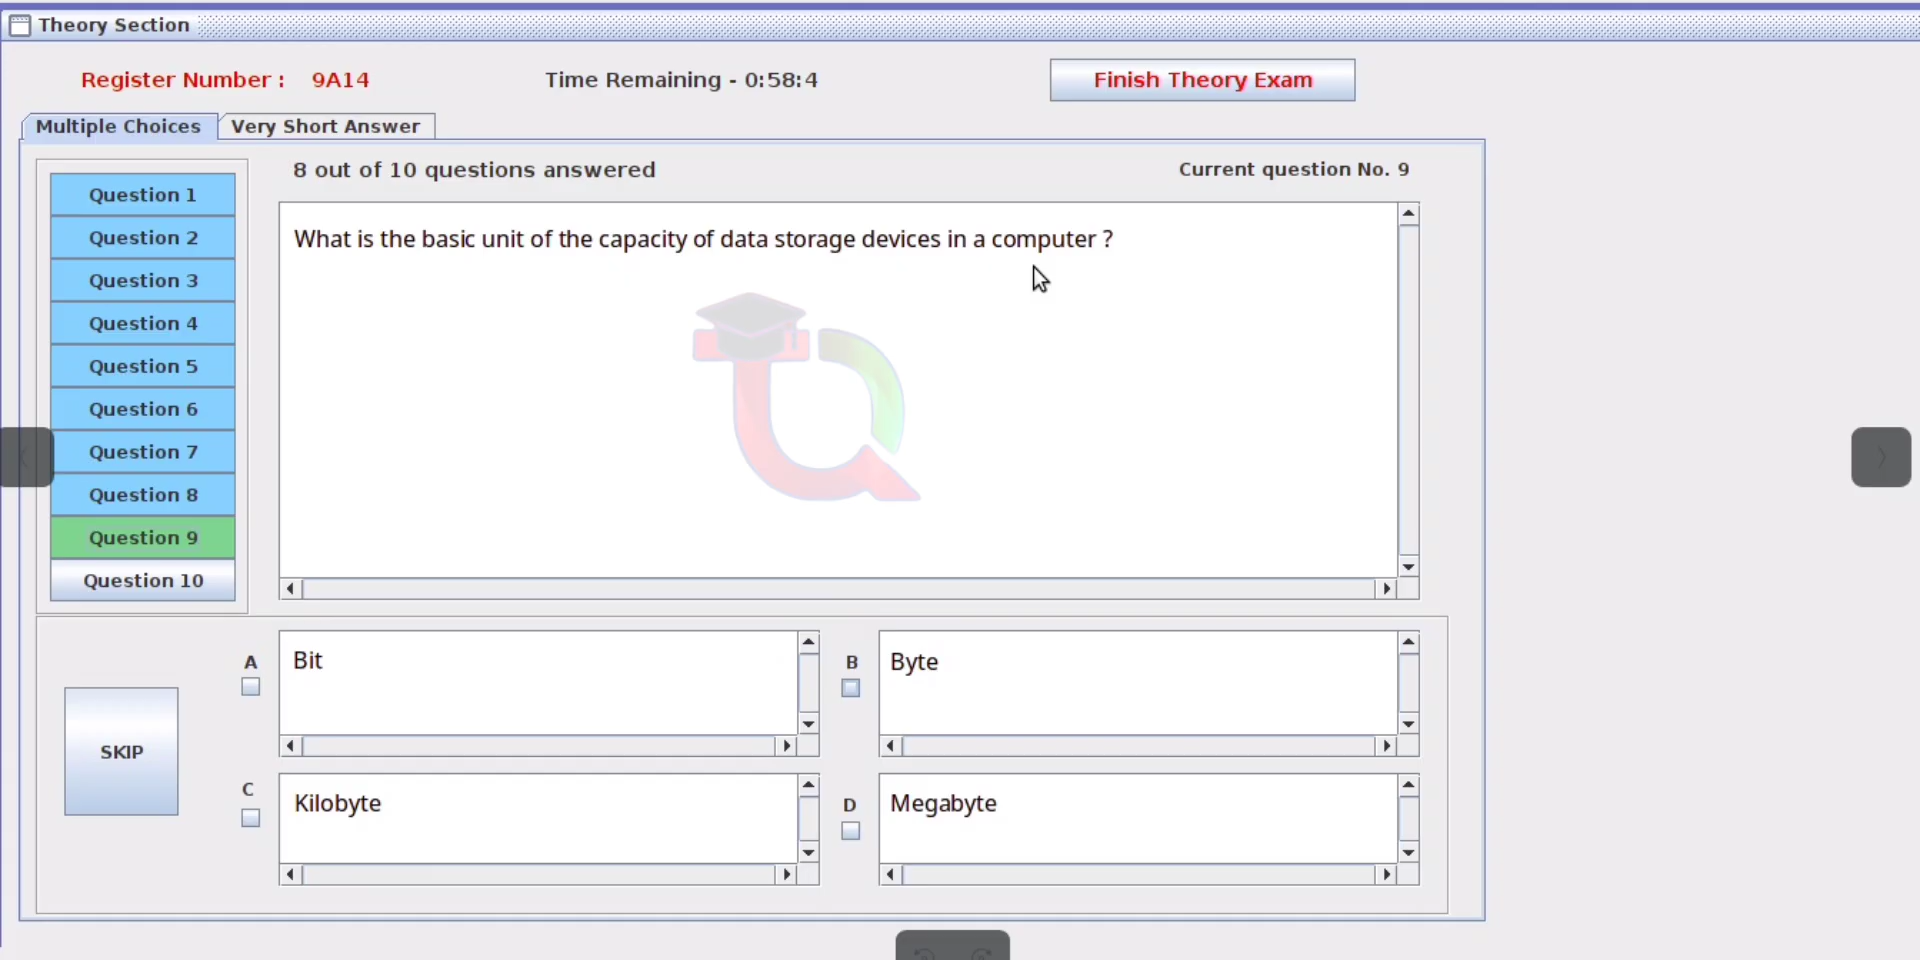 Theory Section
Register Number : 9A14
Time Remaining - 0:58:4
Finish Theory Exam
Multiple Choices
Very Short Answer
8 out of 10 questions answered
Current question No. 9
Question 1
Question 2
Question 3
Question 4
Question 5
Question 6
Question 7
Question 8
Question 9
Question 10
What is the basic unit of the capacity of data storage devices in a computer ?
SKIP
A
Bit
B
Byte
C
Kilobyte
D
Megabyte